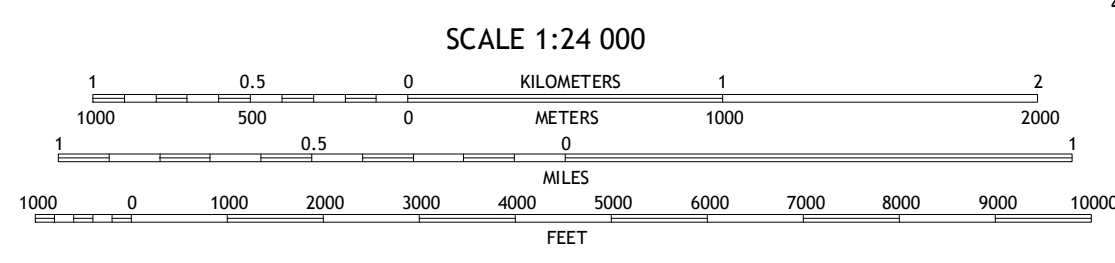 SCALE 1:24 000
1 0.5 0 KILOMETERS 1 2
1000 500 0 METERS 1000 2000
1 0.5 0 1
MILES
1000 0 1000 2000 3000 4000 5000 6000 7000 8000 9000 10000
FEET